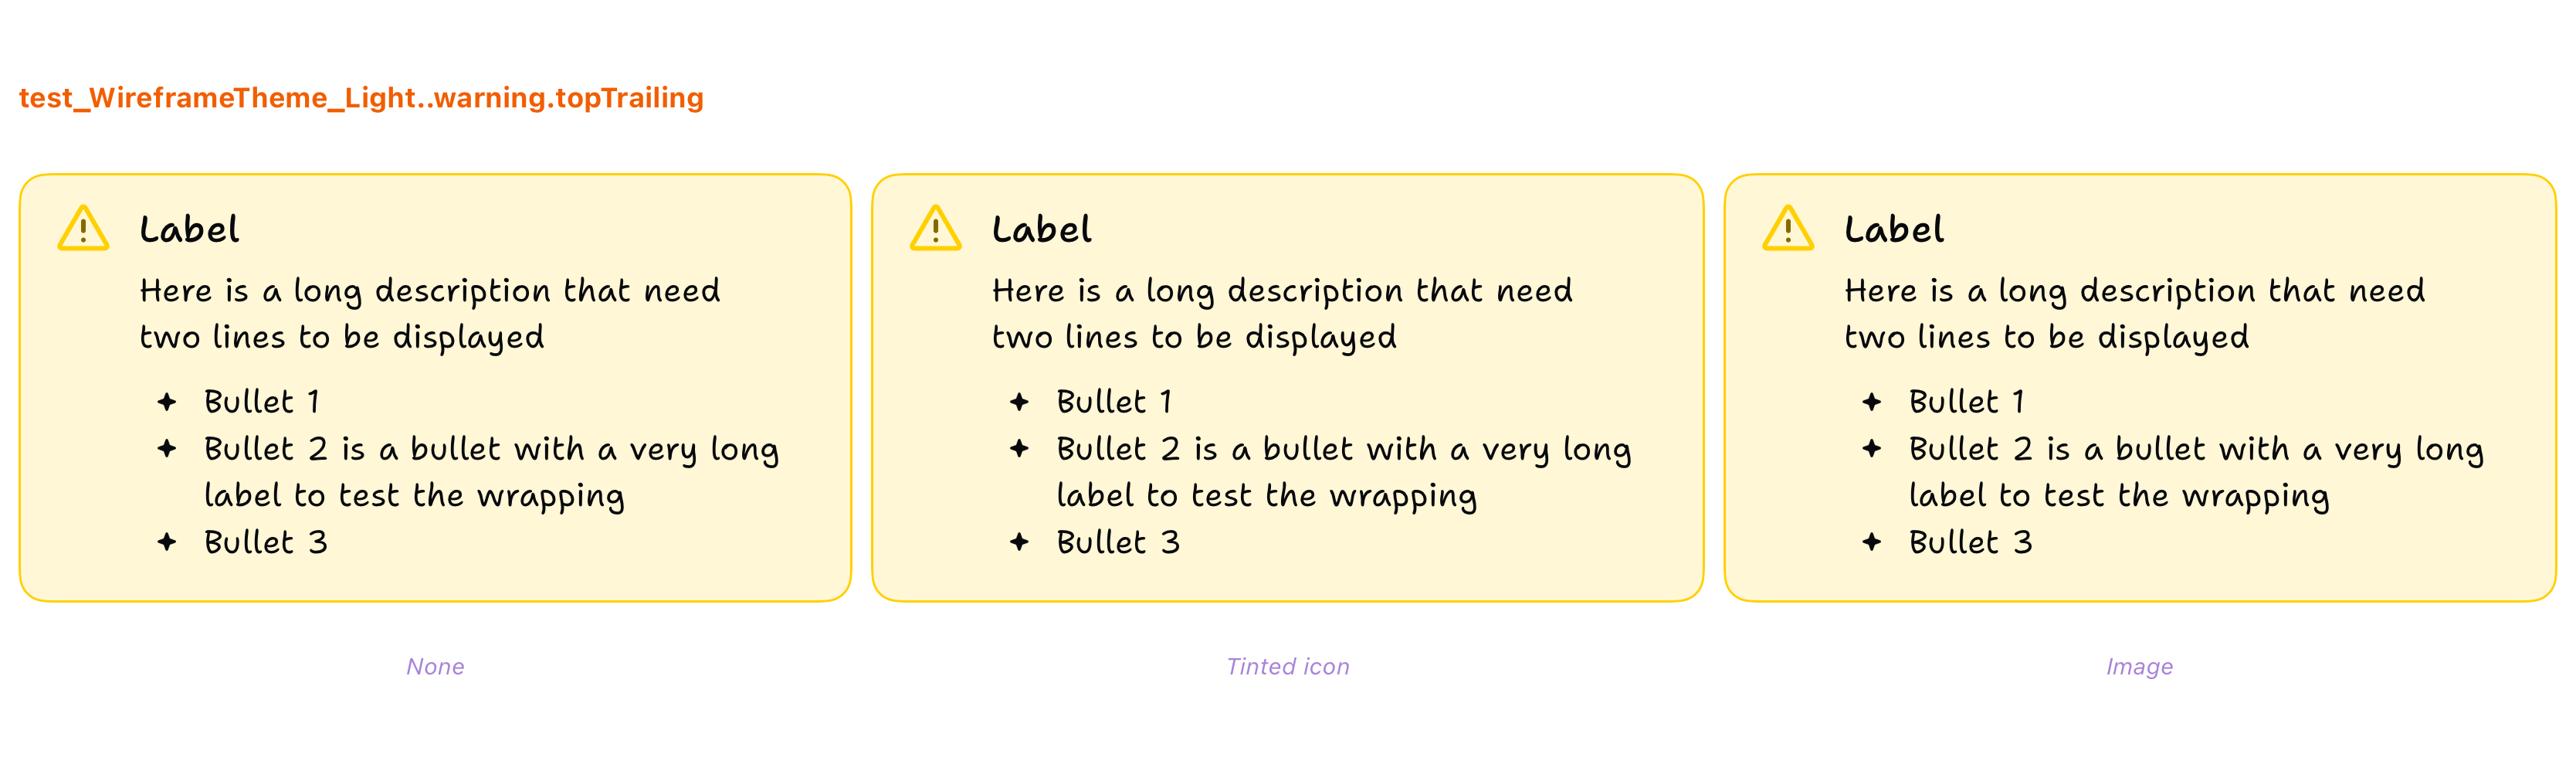 test_WireframeTheme_Light..warning.topTrailing
Label
Here is a long description that need
two lines to be displayed
Bullet 1
Bullet 2 is a bullet with a very long
label to test the wrapping
Bullet 3
None
Label
Here is a long description that need
two lines to be displayed
Bullet 1
Bullet 2 is a bullet with a very long
label to test the wrapping
Bullet 3
Tinted icon
Label
Here is a long description that need
two lines to be displayed
Bullet 1
Bullet 2 is a bullet with a very long
label to test the wrapping
Bullet 3
Image